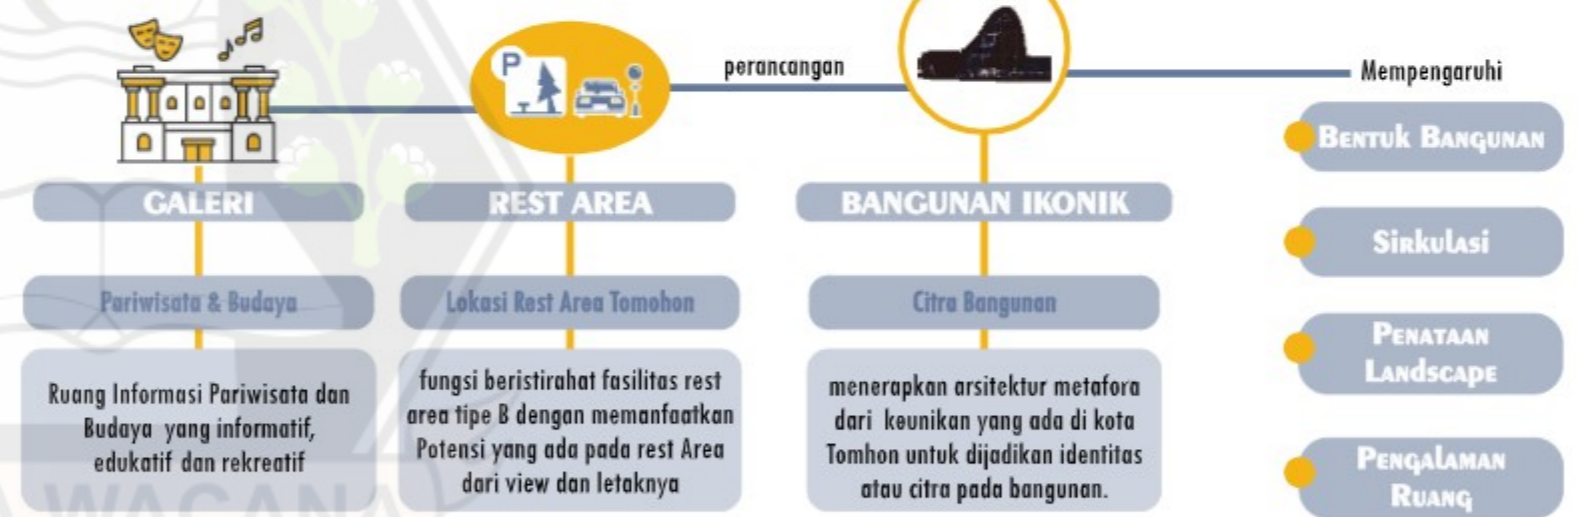 P
perancangan
Mempengaruhi
GALERI
Pariwisata & Budaya
Ruang Informasi Pariwisata dan
Budaya yang informatif,
edukatif dan rekreatif
REST AREA
Lokasi Rest Area Tomohon
fungsi beristirahat fasilitas rest
area tipe B dengan memanfaatkan
Potensi yang ada pada rest Area
dari view dan letaknya
BANGUNAN IKONIK
Citra Bangunan
menerapkan arsitektur metafora
dari keunikan yang ada di kota
Tomhon untuk dijadikan identitas
atau citra pada bangunan.
BENTUK BANGUNAN
SIRKULASI
PENATAAN
LANDSCAPE
PENGALAMAN
RUANG
WACANA